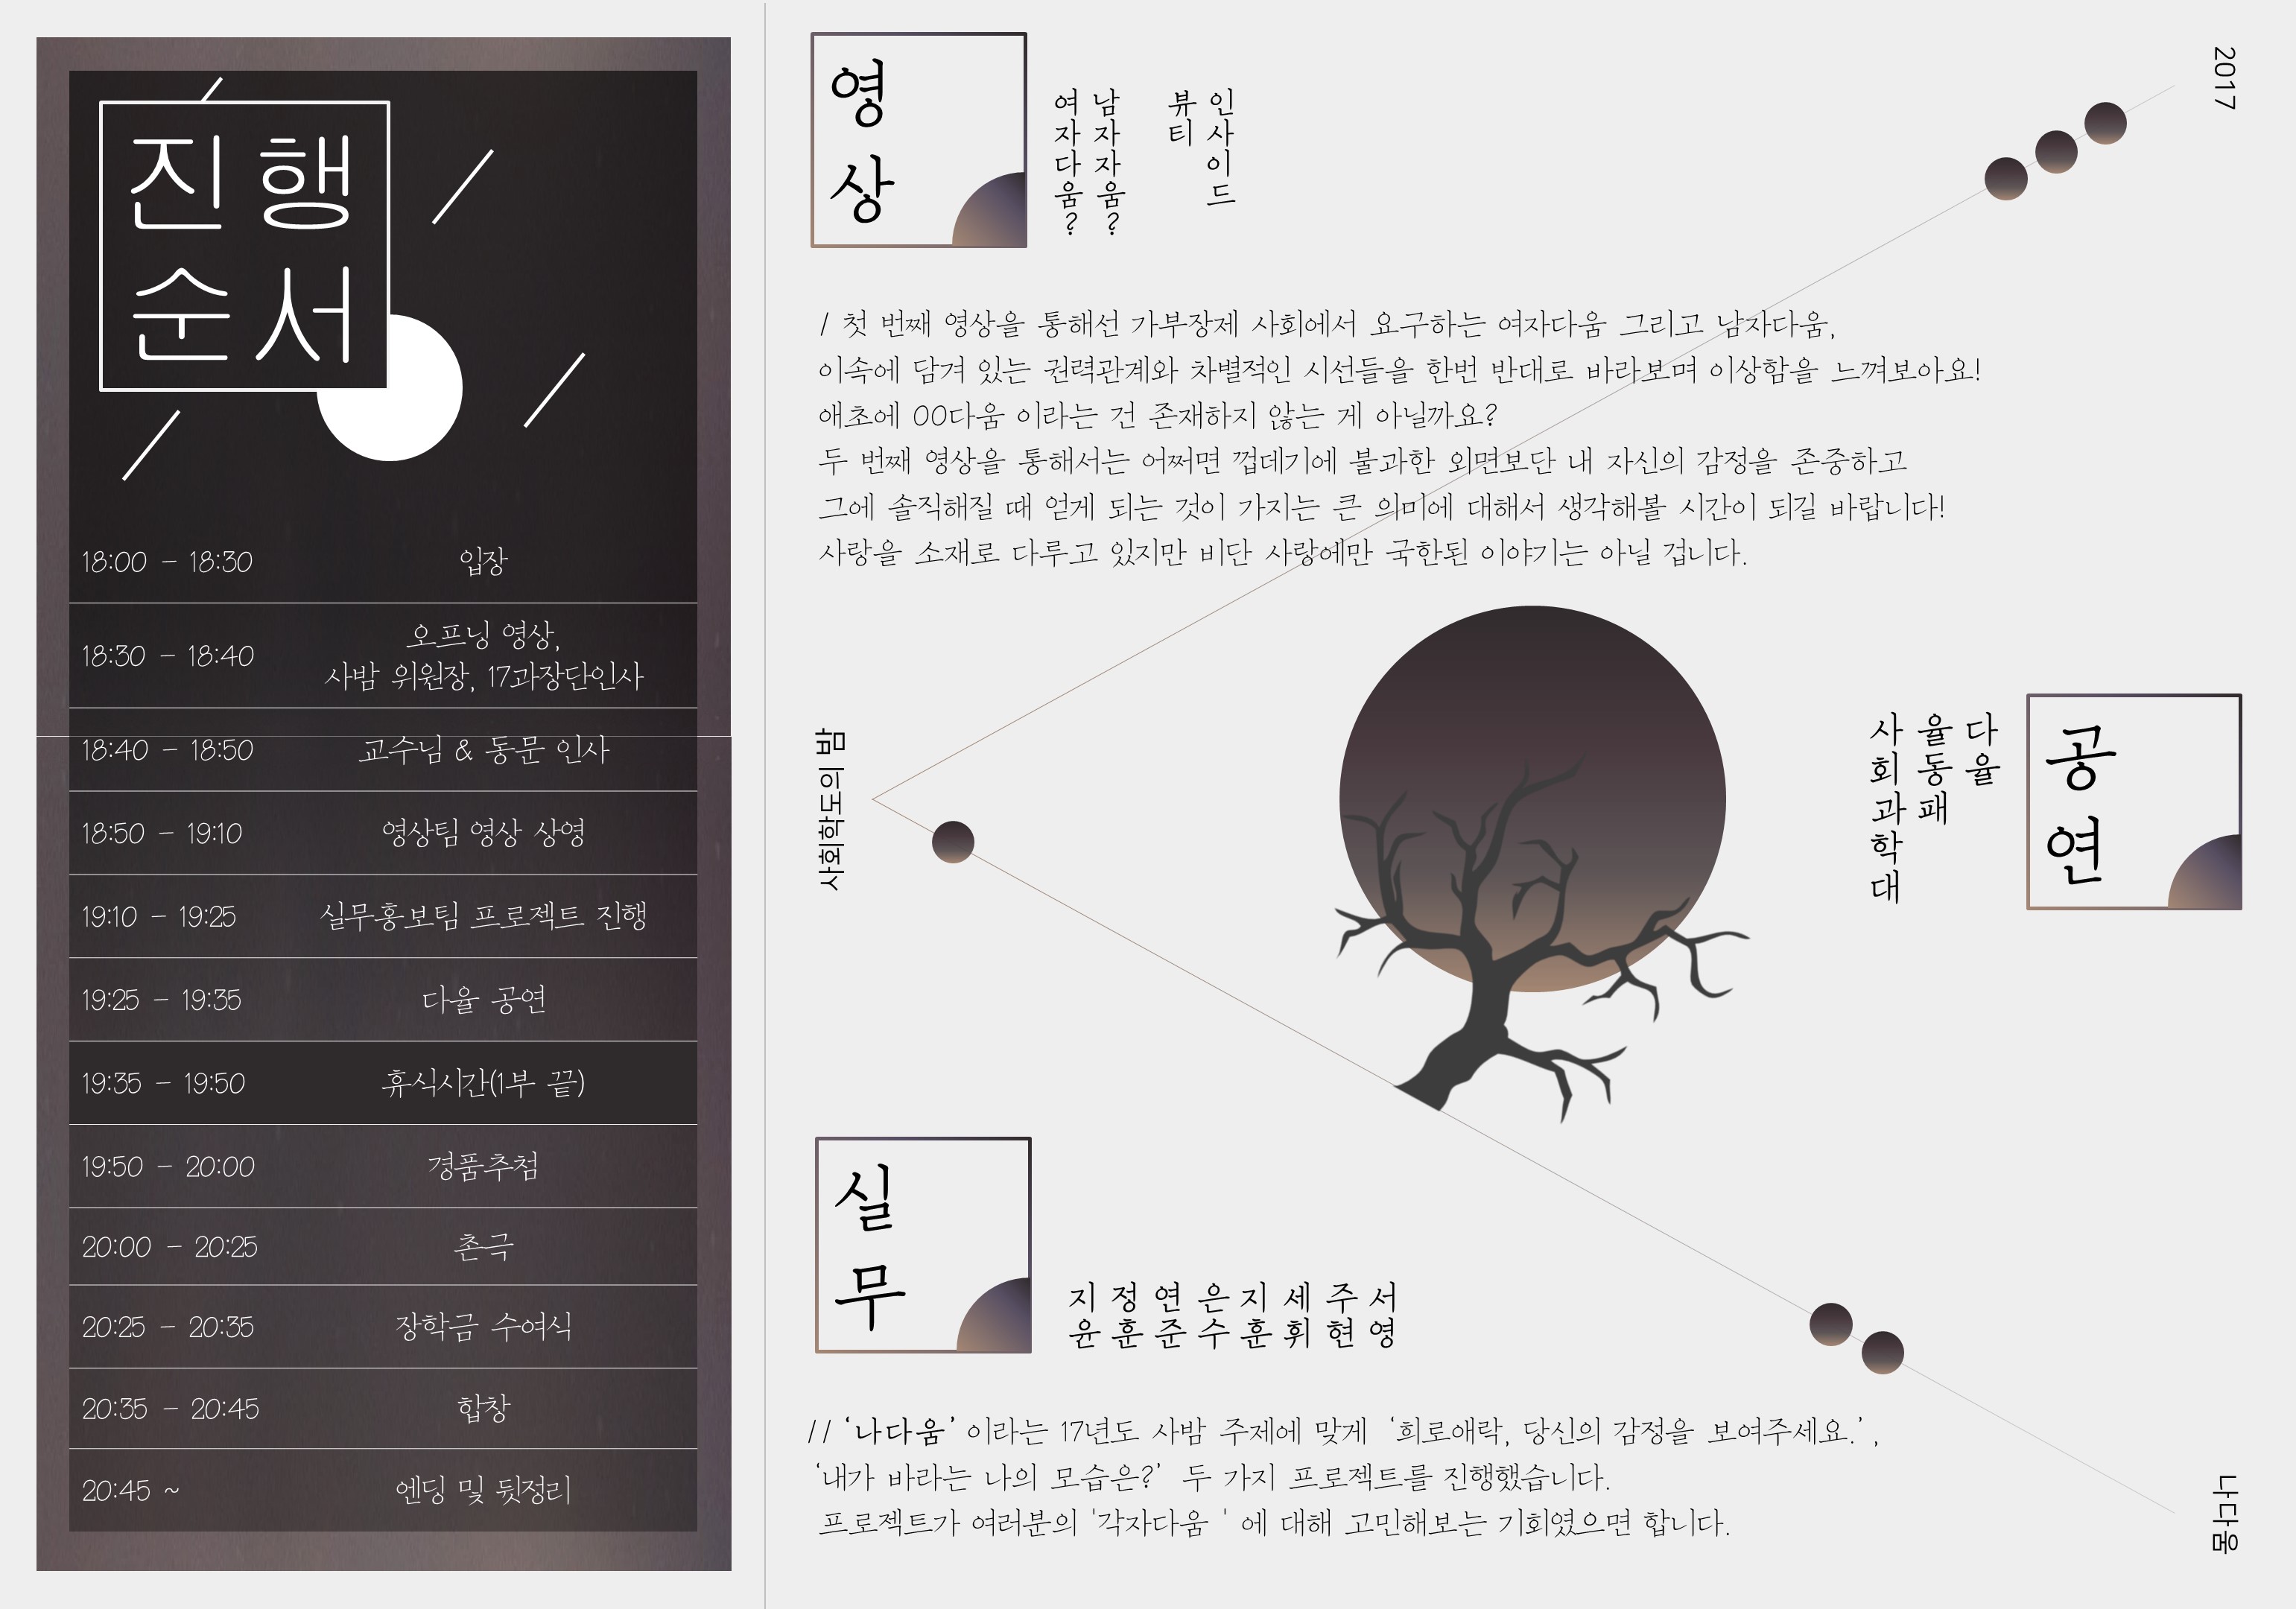 진행
순서
18:00 - 18:30 입장
18:30 - 18:40 오프닝 영상,
사밤 위원장, 17과장단인사
18:40 - 18:50 교수님 & 동문 인사
18:50 - 19:10 영상팀 영상 상영
19:10 - 19:25 실무홍보팀 프로젝트 진행
19:25 - 19:35 다율 공연
19:35 - 19:50 휴식시간(1부 끝)
19:50 - 20:00 경품추첨
20:00 - 20:25 촌극
20:25 - 20:35 장학금 수여식
20:35 - 20:45 합창
20:45 ~ 엔딩 및 뒷정리
영상
여자다움?
남자자움?
뷰티
인사이드
2017
/ 첫 번째 영상을 통해선 가부장제 사회에서 요구하는 여자다움 그리고 남자다움,
이속에 담겨 있는 권력관계와 차별적인 시선들을 한번 반대로 바라보며 이상함을 느껴보아요!
애초에 00다움 이라는 건 존재하지 않는 게 아닐까요?
두 번째 영상을 통해서는 어쩌면 껍데기에 불과한 외면보단 내 자신의 감정을 존중하고
그에 솔직해질 때 얻게 되는 것이 가지는 큰 의미에 대해서 생각해볼 시간이 되길 바랍니다!
사랑을 소재로 다루고 있지만 비단 사랑에만 국한된 이야기는 아닐 겁니다.
사회학도의 밤
사회과학대
율동패
다율
공연
실무
지윤
정훈
연준
은수
지훈
세휘
주현
서영
// ‘나다움’ 이라는 17년도 사밤 주제에 맞게 ‘희로애락, 당신의 감정을 보여주세요.’,
‘내가 바라는 나의 모습은?’ 두 가지 프로젝트를 진행했습니다.
프로젝트가 여러분의 '각자다움 ' 에 대해 고민해보는 기회였으면 합니다.
나다움